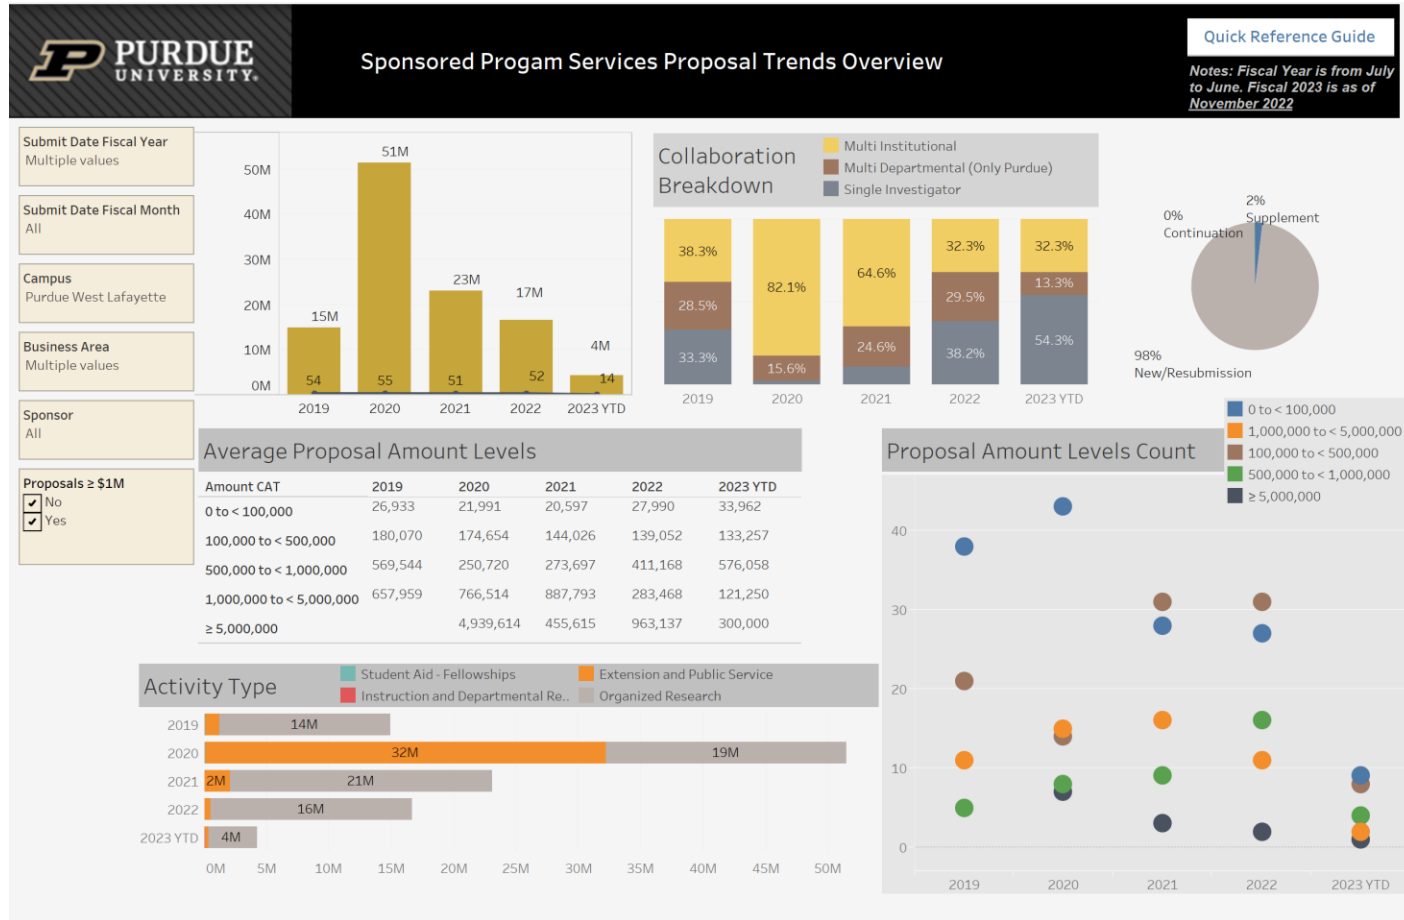 PURDUE
UNIVERSITY.
Sponsored Progam Services Proposal Trends Overview
Quick Reference Guide
Notes: Fiscal Year is from July
to June. Fiscal 2023 is as of
November 2022
Submit Date Fiscal Year
Multiple values
Submit Date Fiscal Month
All
Campus
Purdue West Lafayette
Business Area
Multiple values
Sponsor
All
Proposals ≥ $1M
No
Yes
50M
40M
30M
20M
10M
0M
15M
51M
23M
17M
4M
54
55
51
52
14
2019
2020
2021
2022
2023 YTD
Collaboration
Breakdown
Multi Institutional
Multi Departmental (Only Purdue)
Single Investigator
38.3%
28.5%
33.3%
82.1%
15.6%
64.6%
24.6%
32.3%
29.5%
38.2%
32.3%
13.3%
54.3%
2019
2020
2021
2022
2023 YTD
0%
Continuation
2%
Supplement
98%
New/Resubmission
Average Proposal Amount Levels
Amount CAT 2019 2020 2021 2022 2023 YTD
0 to < 100,000 26,933 21,991 20,597 27,990 33,962
100,000 to < 500,000 180,070 174,654 144,026 139,052 133,257
500,000 to < 1,000,000 569,544 250,720 273,697 411,168 576,058
1,000,000 to < 5,000,000 657,959 766,514 887,793 283,468 121,250
≥ 5,000,000 4,939,614 455,615 963,137 300,000
Proposal Amount Levels Count
0 to < 100,000
1,000,000 to < 5,000,000
100,000 to < 500,000
500,000 to < 1,000,000
≥ 5,000,000
40
30
20
10
0
2019
2020
2021
2022
2023 YTD
Activity Type
Student Aid - Fellowships
Extension and Public Service
Instruction and Departmental Re..
Organized Research
2019 14M
2020 32M 19M
2021 2M 21M
2022 16M
2023 YTD 4M
0M 5M 10M 15M 20M 25M 30M 35M 40M 45M 50M